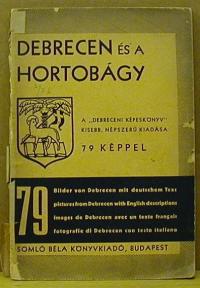 DEBRECEN ÉS A
HORTOBÁGY
A „DEBRECENI KÉPESKÖNYV"
KISEBB, NÉPSZERŰ KIADÁSA
79 KÉPPEL
79
Bilder von Debrecen mit deutschem Text
pictures from Debrecen with English descriptions
images de Debrecen avec un texte français
fotografie di Debrecen con testo italiano
SOMLÓ BÉLA KÖNYVKIADÓ, BUDAPEST